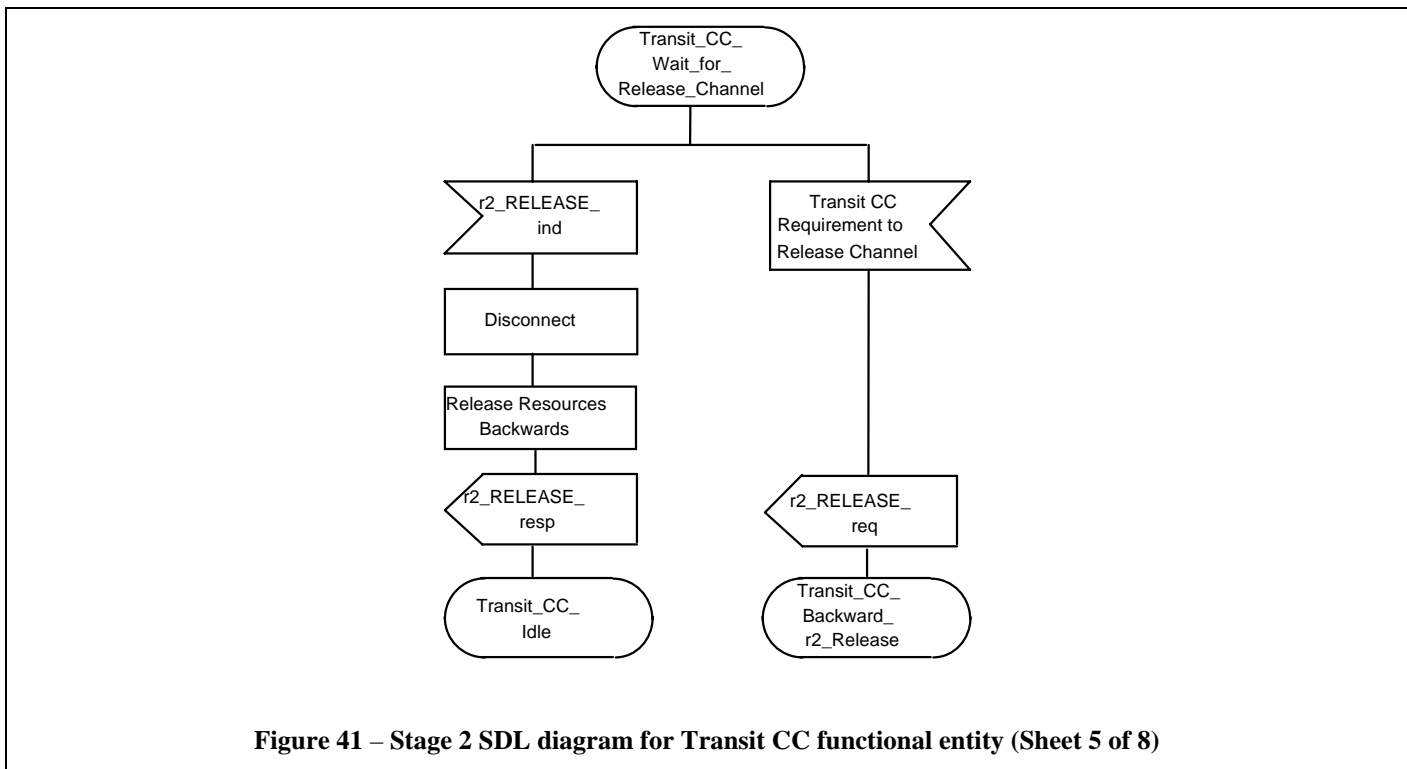 Transit_CC_
Wait_for_
Release_Channel
r2_RELEASE_
ind
Transit CC
Requirement to
Release Channel
Disconnect
Release Resources
Backwards
r2_RELEASE_
resp
r2_RELEASE_
req
Transit_CC_
Idle
Transit_CC_
Backward_
r2_Release
Figure 41 – Stage 2 SDL diagram for Transit CC functional entity (Sheet 5 of 8)